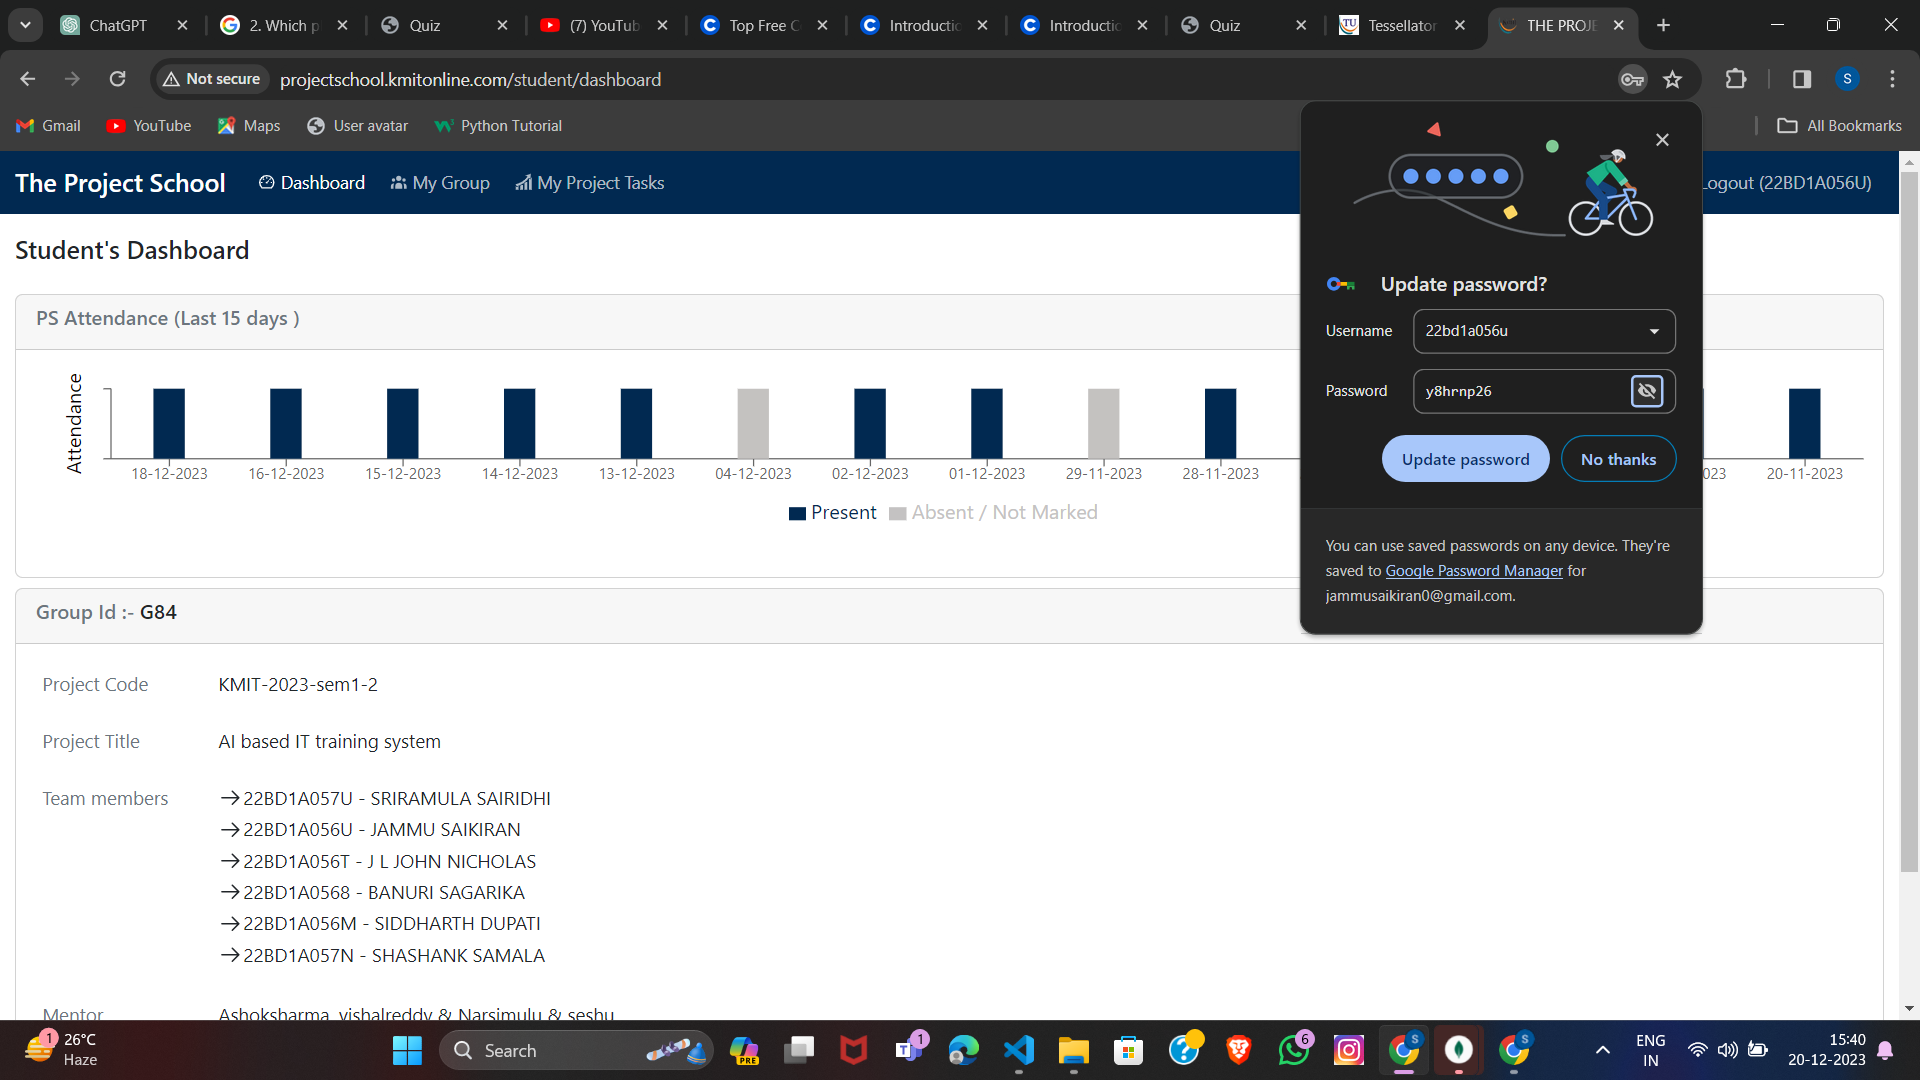 ChatGPT
2. Which p
Quiz
(7) YouTub
Top Free C
Introductio
Introductio
Quiz
TU Tessellator
THE PROJE
Not secure projectschool.kmitonline.com/student/dashboard
S
Gmail YouTube Maps User avatar Python Tutorial
All Bookmarks
The Project School Dashboard My Group My Project Tasks
Logout (22BD1A056U)
Student's Dashboard
PS Attendance (Last 15 days )
Attendance
18-12-2023 16-12-2023 15-12-2023 14-12-2023 13-12-2023 04-12-2023 02-12-2023 01-12-2023 29-11-2023 28-11-2023 023 20-11-2023
Present Absent / Not Marked
Update password?
Username 22bd1a056u
Password y8hrnp26
Update password No thanks
You can use saved passwords on any device. They're
saved to Google Password Manager for
jammusaikiran0@gmail.com.
Group Id :- G84
Project Code KMIT-2023-sem1-2
Project Title AI based IT training system
Team members →22BD1A057U - SRIRAMULA SAIRIDHI
→22BD1A056U - JAMMU SAIKIRAN
→22BD1A056T - J L JOHN NICHOLAS
→22BD1A0568 - BANURI SAGARIKA
→22BD1A056M - SIDDHARTH DUPATI
→22BD1A057N - SHASHANK SAMALA
Mentor Ashoksharma, vishalreddy & Narsimulu & seshu
1 26°C
Haze
Search
PRE
1
6
S
S
ENG
IN
15:40
20-12-2023